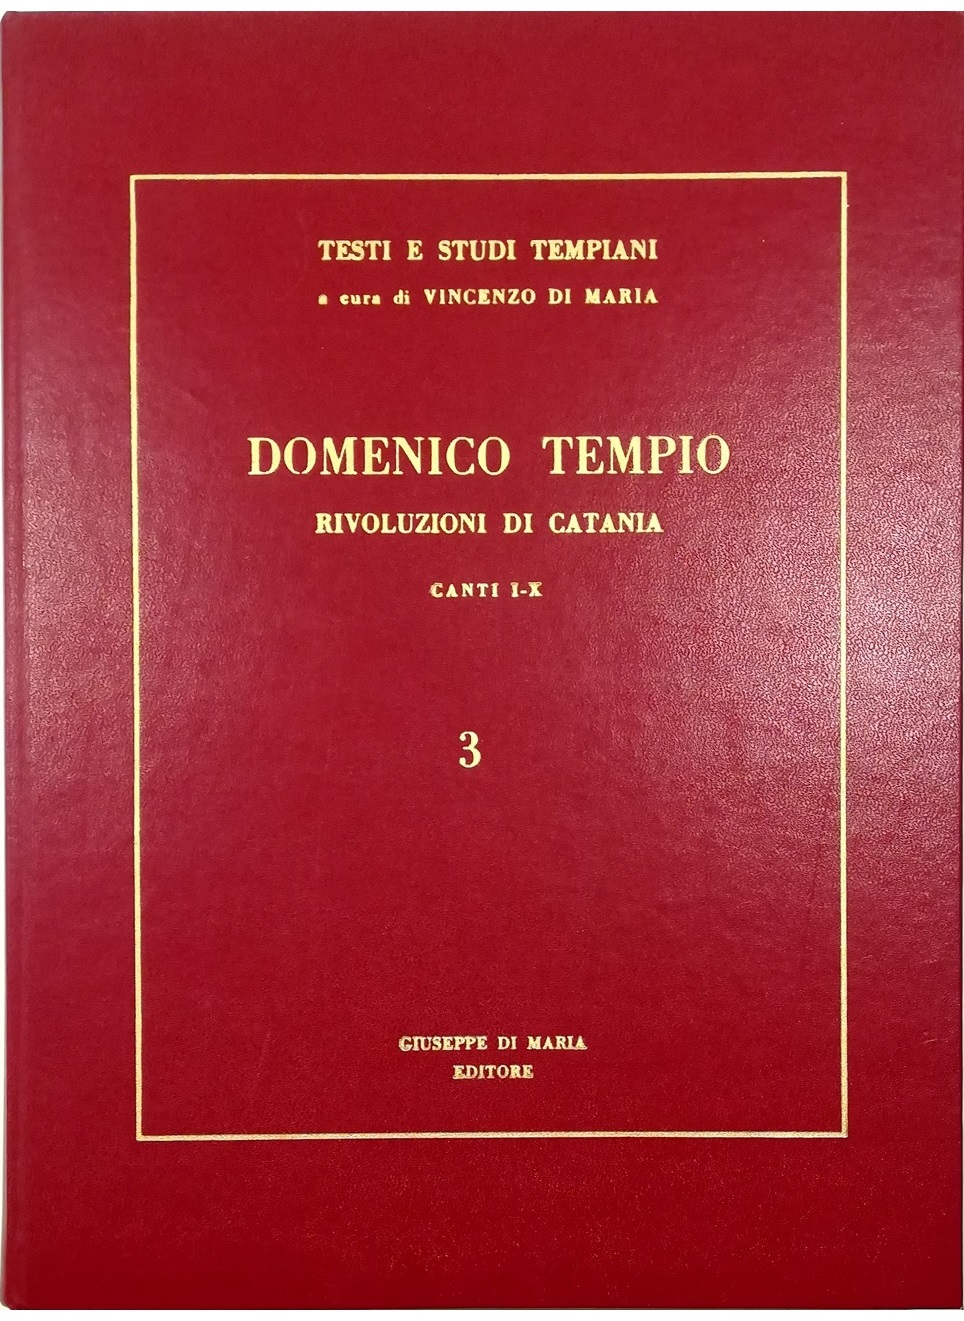 TESTI E STUDI TEMPIANI
a cura di VINCENZO DI MARIA
DOMENICO TEMPIO
RIVOLUZIONI DI CATANIA
CANTI I-X
3
GIUSEPPE DI MARIA
EDITORE